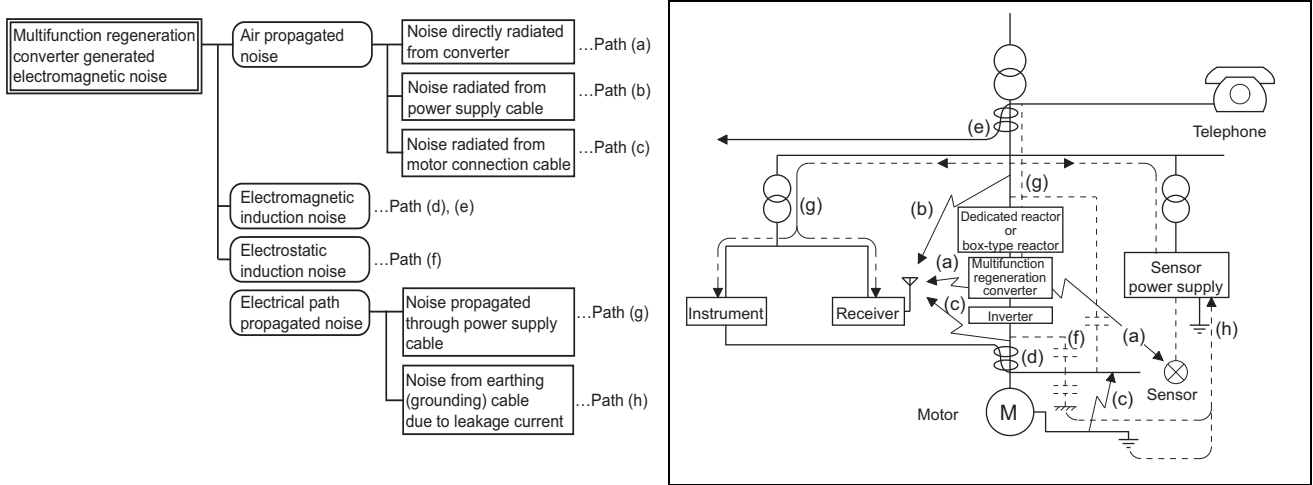 Multifunction regeneration
converter generated
electromagnetic noise
Air propagated
noise
Noise directly radiated
from converter
...Path (a)
Noise radiated from
power supply cable
...Path (b)
Noise radiated from
motor connection cable
...Path (c)
Electromagnetic
induction noise
...Path (d), (e)
Electrostatic
induction noise
...Path (f)
Electrical path
propagated noise
Noise propagated
through power supply
cable
...Path (g)
Noise from earthing
(grounding) cable
due to leakage current
...Path (h)
Telephone
(e)
(g)
(g)
(b)
Dedicated reactor
or
box-type reactor
(a)
Multifunction
regeneration
converter
Sensor
power supply
Instrument
Receiver
(c)
Inverter
(f)
(a)
(h)
(d)
Sensor
(c)
Motor
M